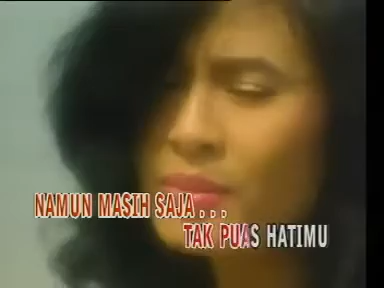 NAMUN MASIH SAJA . . .
TAK PUAS HATIMU